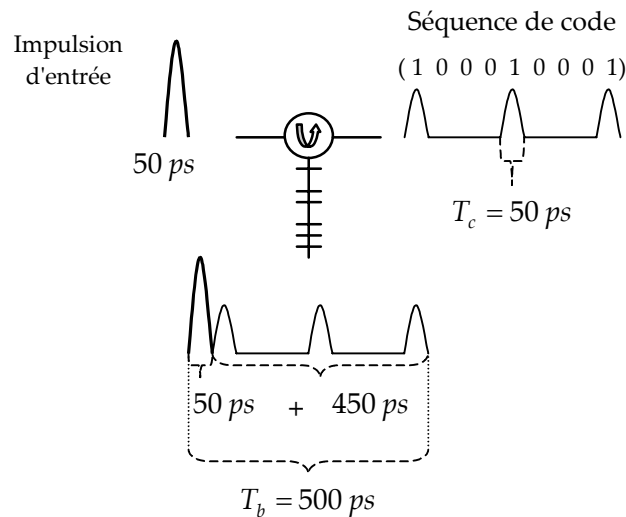 Impulsion
d'entrée
Séquence de code
(1 0 0 0 1 0 0 0 1)
50 ps
T_c = 50 ps
50 ps + 450 ps
T_b = 500 ps